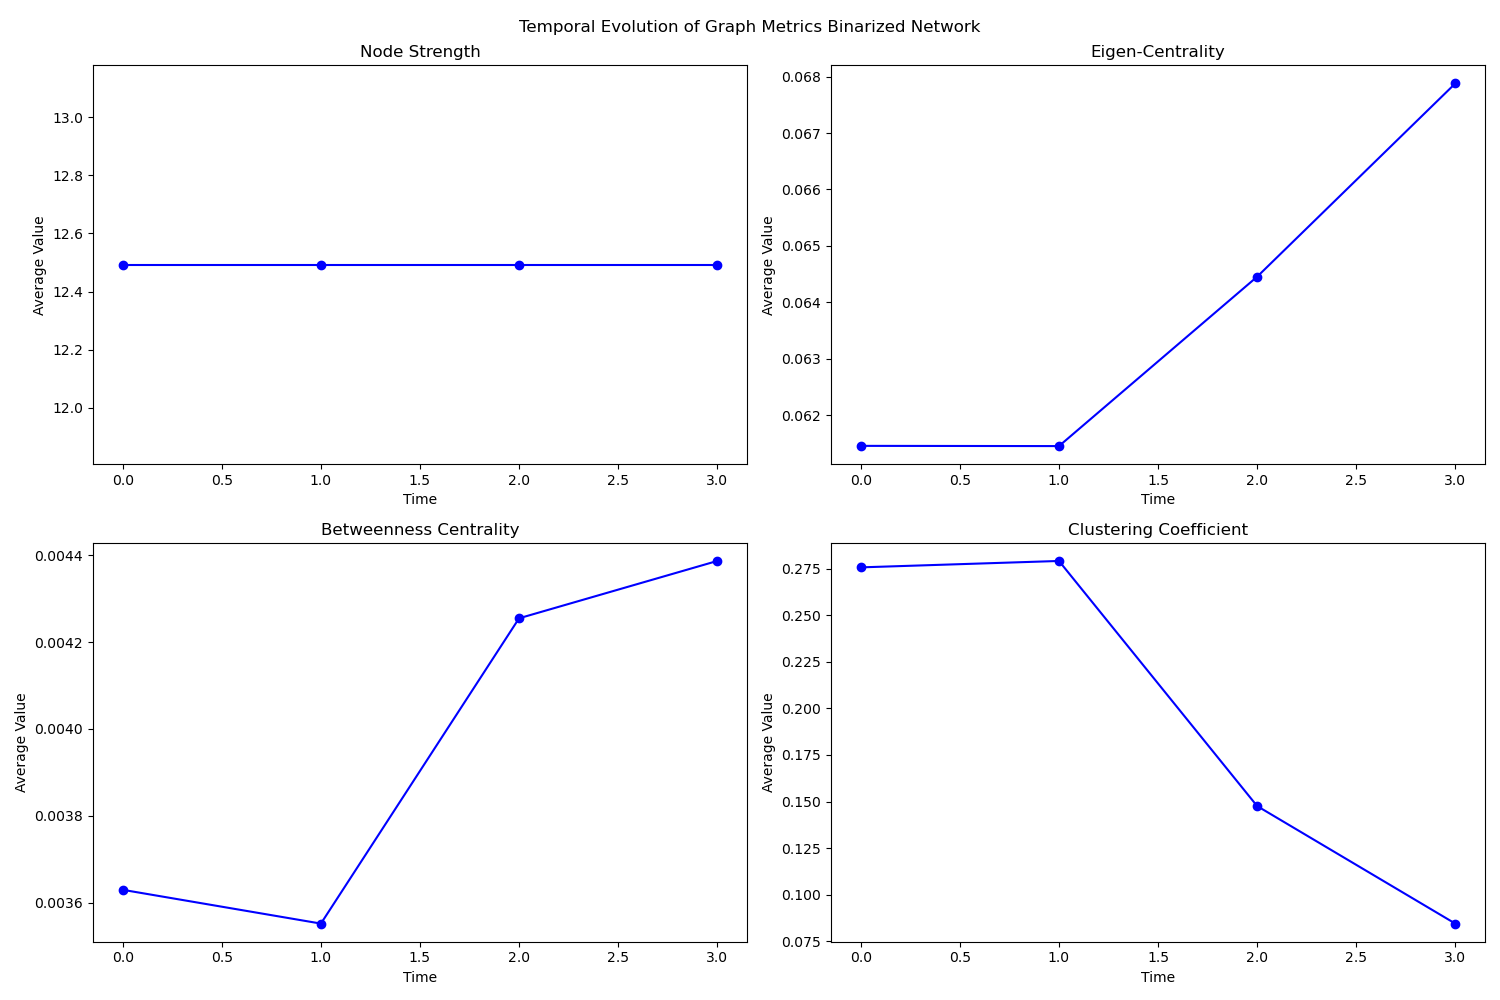 Temporal Evolution of Graph Metrics Binarized Network
Node Strength
Average Value
13.0
12.8
12.6
12.4
12.2
12.0
0.0 0.5 1.0 1.5 2.0 2.5 3.0
Time
Eigen-Centrality
Average Value
0.068
0.067
0.066
0.065
0.064
0.063
0.062
0.0 0.5 1.0 1.5 2.0 2.5 3.0
Time
Betweenness Centrality
Average Value
0.0044
0.0042
0.0040
0.0038
0.0036
0.0 0.5 1.0 1.5 2.0 2.5 3.0
Time
Clustering Coefficient
Average Value
0.275
0.250
0.225
0.200
0.175
0.150
0.125
0.100
0.075
0.0 0.5 1.0 1.5 2.0 2.5 3.0
Time